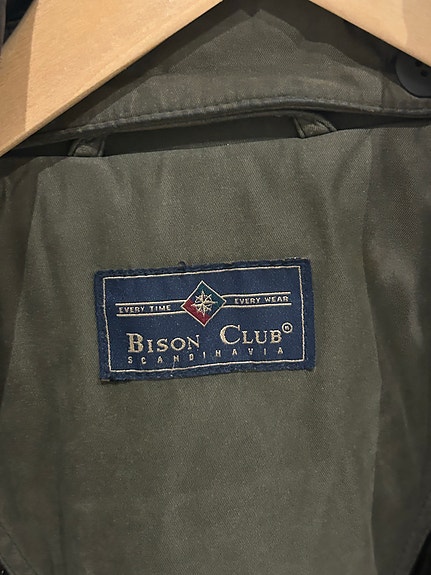 EVERY TIME EVERY WEAR
BISON CLUB®
SCANDINAVIA